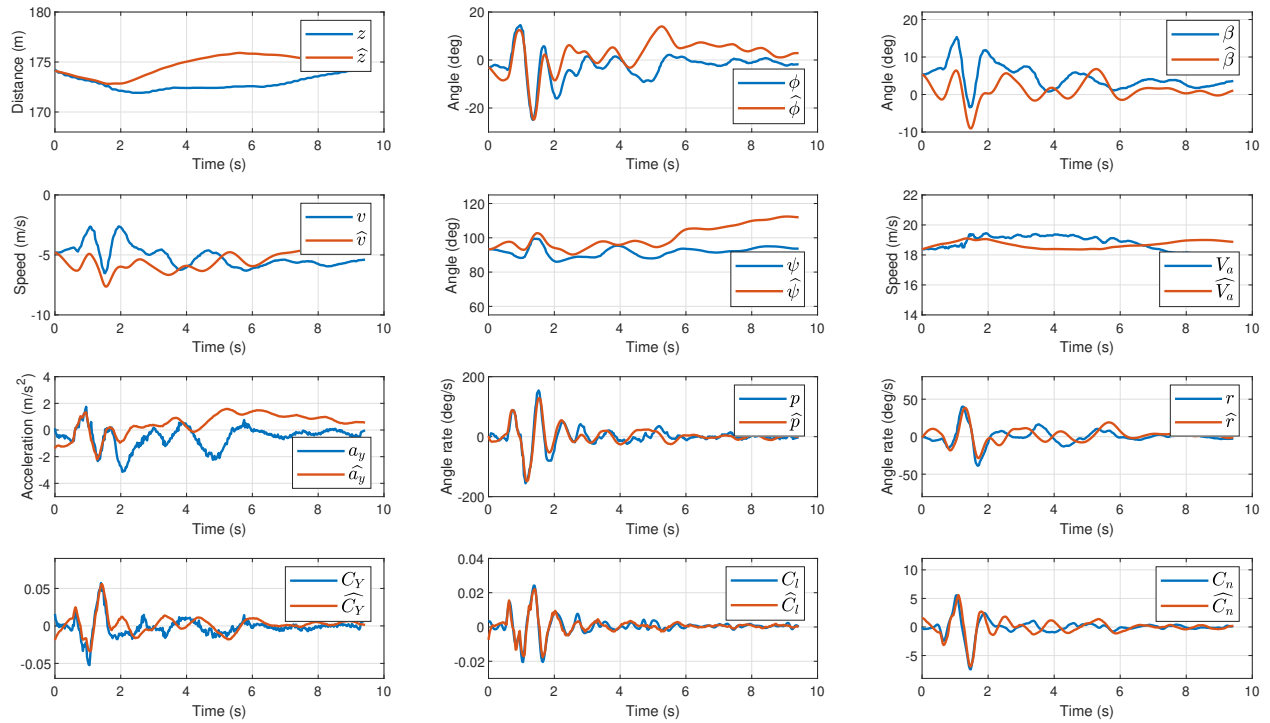 180
175
170
Distance (m)
z
ẑ
0 2 4 6 8 10
Time (s)
20
0
-20
Angle (deg)
ϕ
ϕ̂
0 2 4 6 8 10
Time (s)
20
10
0
-10
Angle (deg)
β
β̂
0 2 4 6 8 10
Time (s)
0
-5
-10
Speed (m/s)
v
v̂
0 2 4 6 8 10
Time (s)
120
100
80
60
Angle (deg)
ψ
ψ̂
0 2 4 6 8 10
Time (s)
22
20
18
16
14
Speed (m/s)
V_a
V̂_a
0 2 4 6 8 10
Time (s)
4
2
0
-2
-4
Acceleration (m/s²)
a_y
â_y
0 2 4 6 8 10
Time (s)
200
0
-200
Angle rate (deg/s)
p
p̂
0 2 4 6 8 10
Time (s)
50
0
-50
Angle rate (deg/s)
r
r̂
0 2 4 6 8 10
Time (s)
0.05
0
-0.05
C_Y
Ĉ_Y
0 2 4 6 8 10
Time (s)
0.04
0.02
0
-0.02
C_l
Ĉ_l
0 2 4 6 8 10
Time (s)
10
5
0
-5
C_n
Ĉ_n
0 2 4 6 8 10
Time (s)